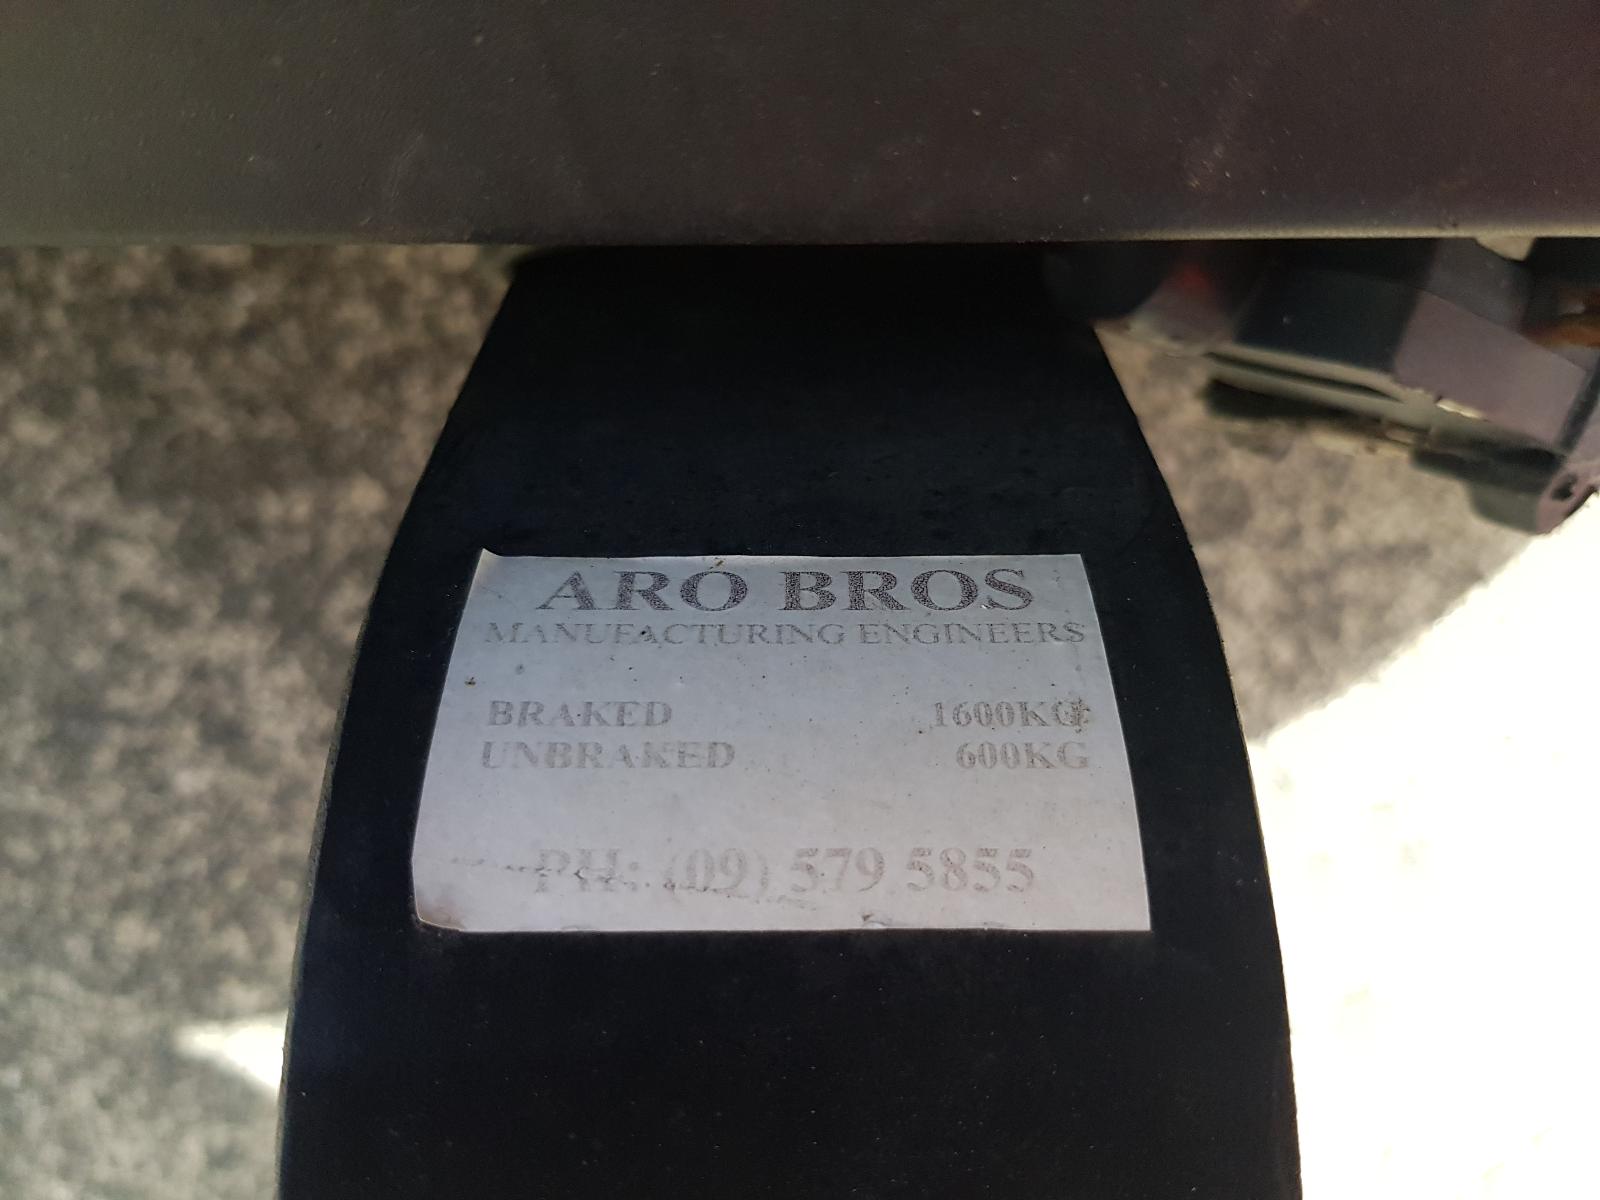 ARO BROS
MANUFACTURING ENGINEERS
BRAKED 1600KG
UNBRAKED 600KG
PH: (09) 579 5855